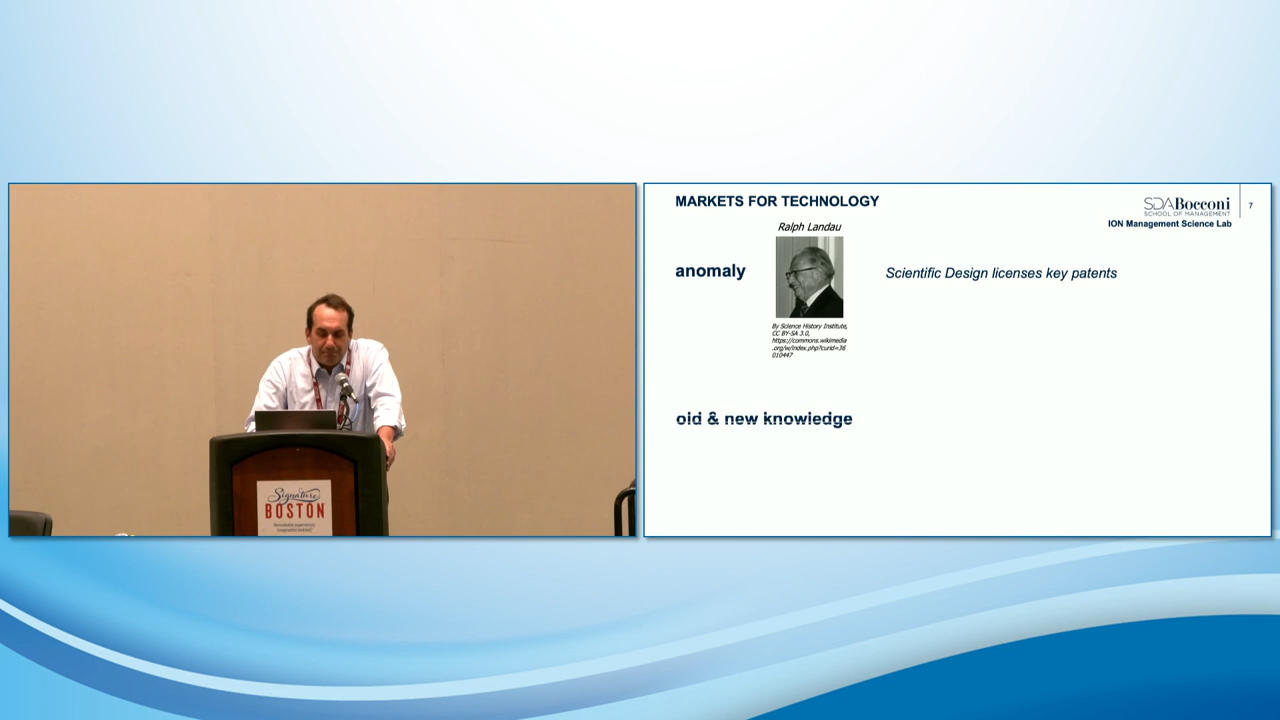 Signature
BOSTON
MARKETS FOR TECHNOLOGY
SDA Bocconi
SCHOOL OF MANAGEMENT
7
ION Management Science Lab
Ralph Landau
anomaly
Scientific Design licenses key patents
By Science History Institute,
CC BY-SA 3.0,
https://commons.wikimedia
.org/w/index.php?curid=36
010447
old & new knowledge